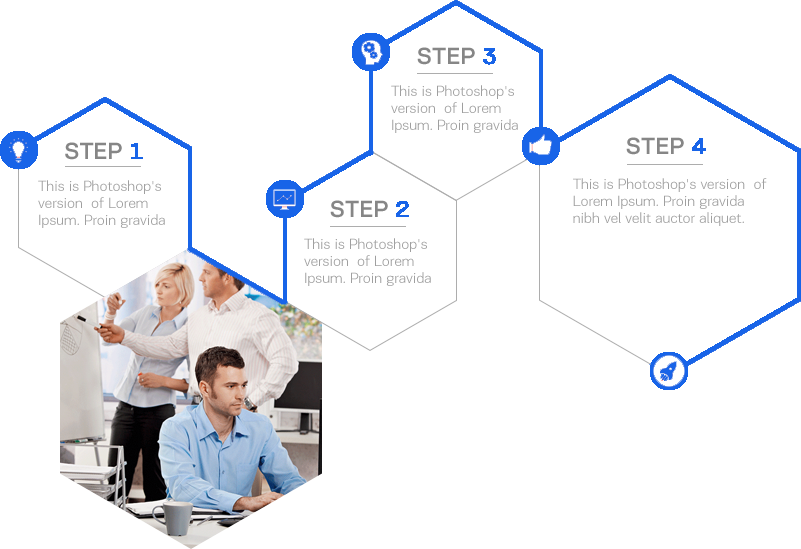 STEP 1
This is Photoshop's
version of Lorem
Ipsum. Proin gravida
STEP 2
This is Photoshop's
version of Lorem
Ipsum. Proin gravida
STEP 3
This is Photoshop's
version of Lorem
Ipsum. Proin gravida
STEP 4
This is Photoshop's version of
Lorem Ipsum. Proin gravida
nibh vel velit auctor aliquet.